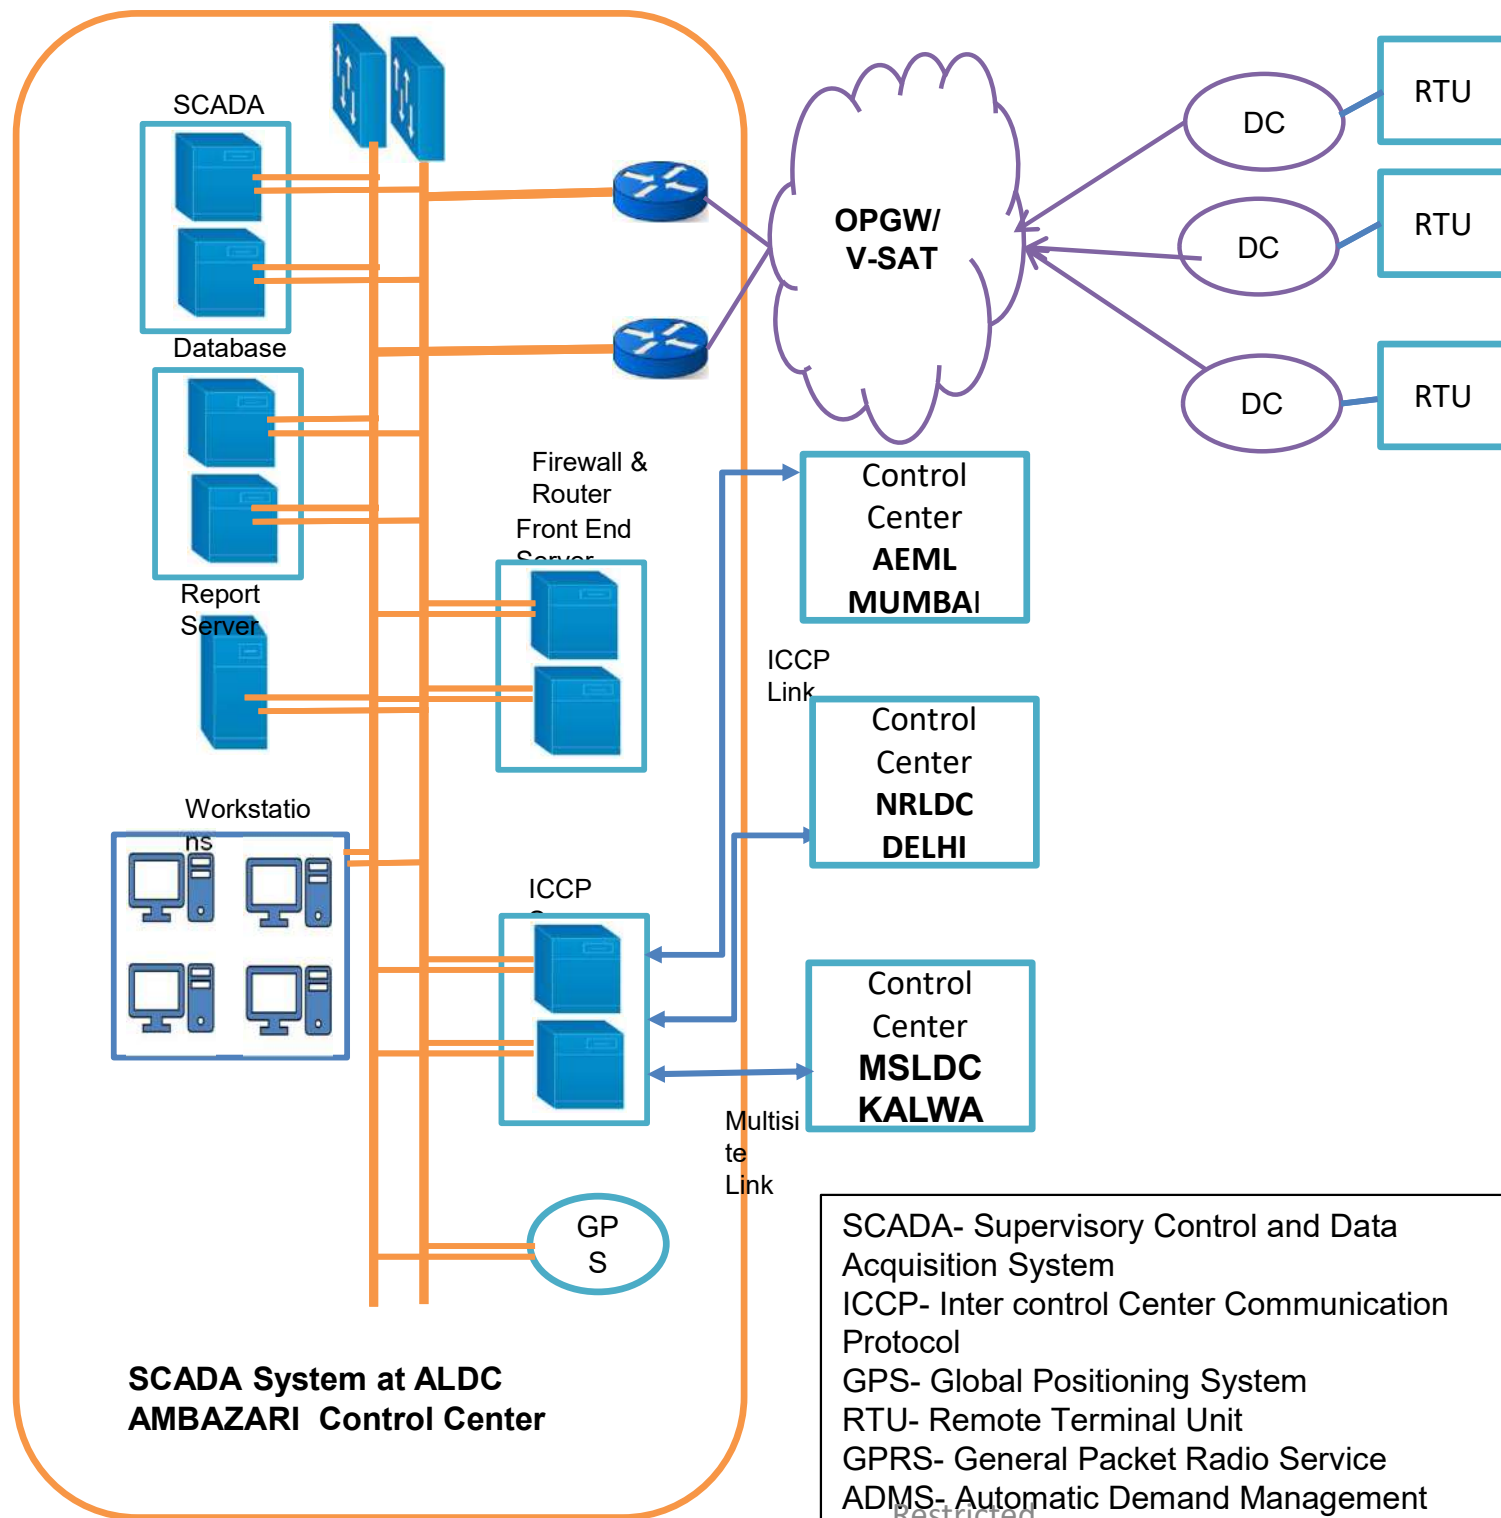 SCADA
Database
Report
Server
Workstatio
ns
Firewall &
Router
Front End
Server
ICCP
GP
S
OPGW/
V-SAT
DC
RTU
DC
RTU
DC
RTU
Control
Center
AEML
MUMBAI
ICCP
Link
Control
Center
NRLDC
DELHI
Control
Center
MSLDC
KALWA
Multisi
te
Link
SCADA System at ALDC
AMBAZARI Control Center
SCADA- Supervisory Control and Data
Acquisition System
ICCP- Inter control Center Communication
Protocol
GPS- Global Positioning System
RTU- Remote Terminal Unit
GPRS- General Packet Radio Service
ADMS- Automatic Demand Management
Restricted